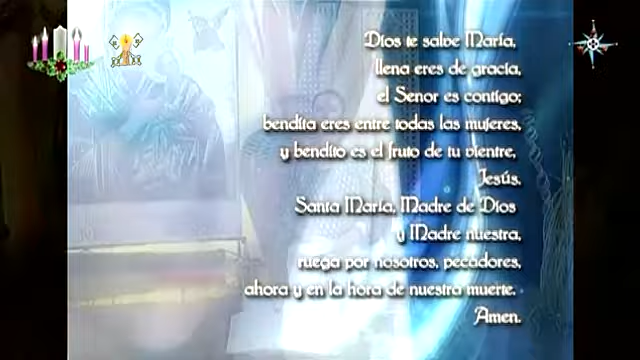 Dios te salve María,
llena eres de gracia,
el Senor es contigo;
bendita eres entre todas las mujeres,
y bendito es el fruto de tu vientre,
Jesús.
Santa María, Madre de Dios
y Madre nuestra,
ruega por nosotros, pecadores,
ahora y en la hora de nuestra muerte.
Amen.